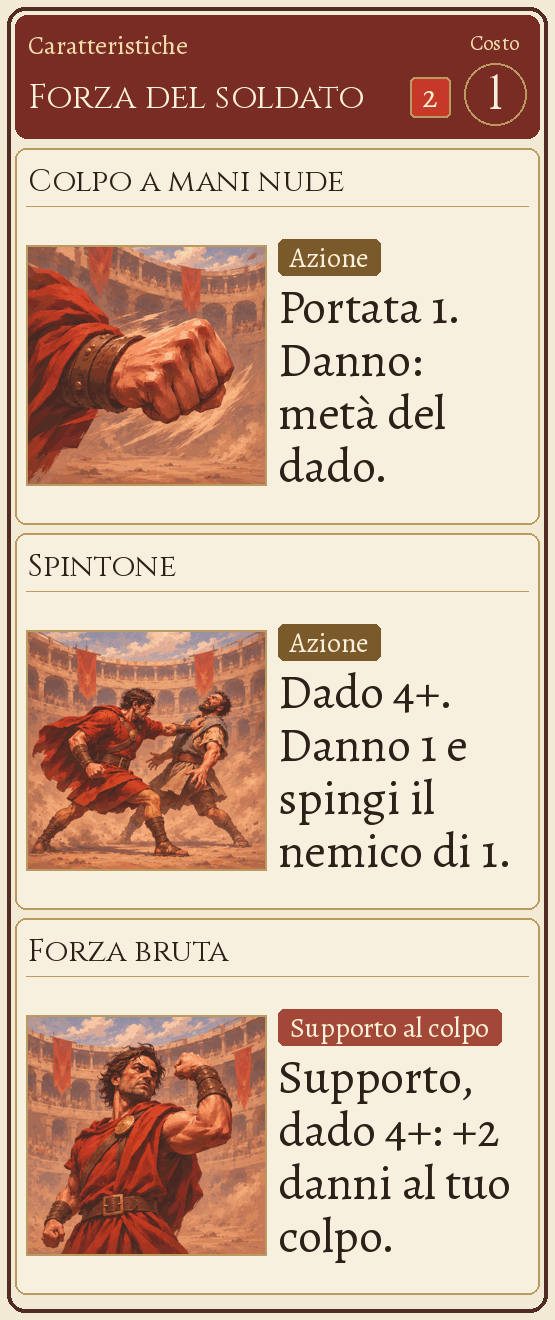 Caratteristiche
Costo
Forza del soldato
2
1
Colpo a mani nude
Azione
Portata 1.
Danno:
metà del
dado.
Spintone
Azione
Dado 4+.
Danno 1 e
spingi il
nemico di 1.
Forza bruta
Supporto al colpo
Supporto,
dado 4+: +2
danni al tuo
colpo.